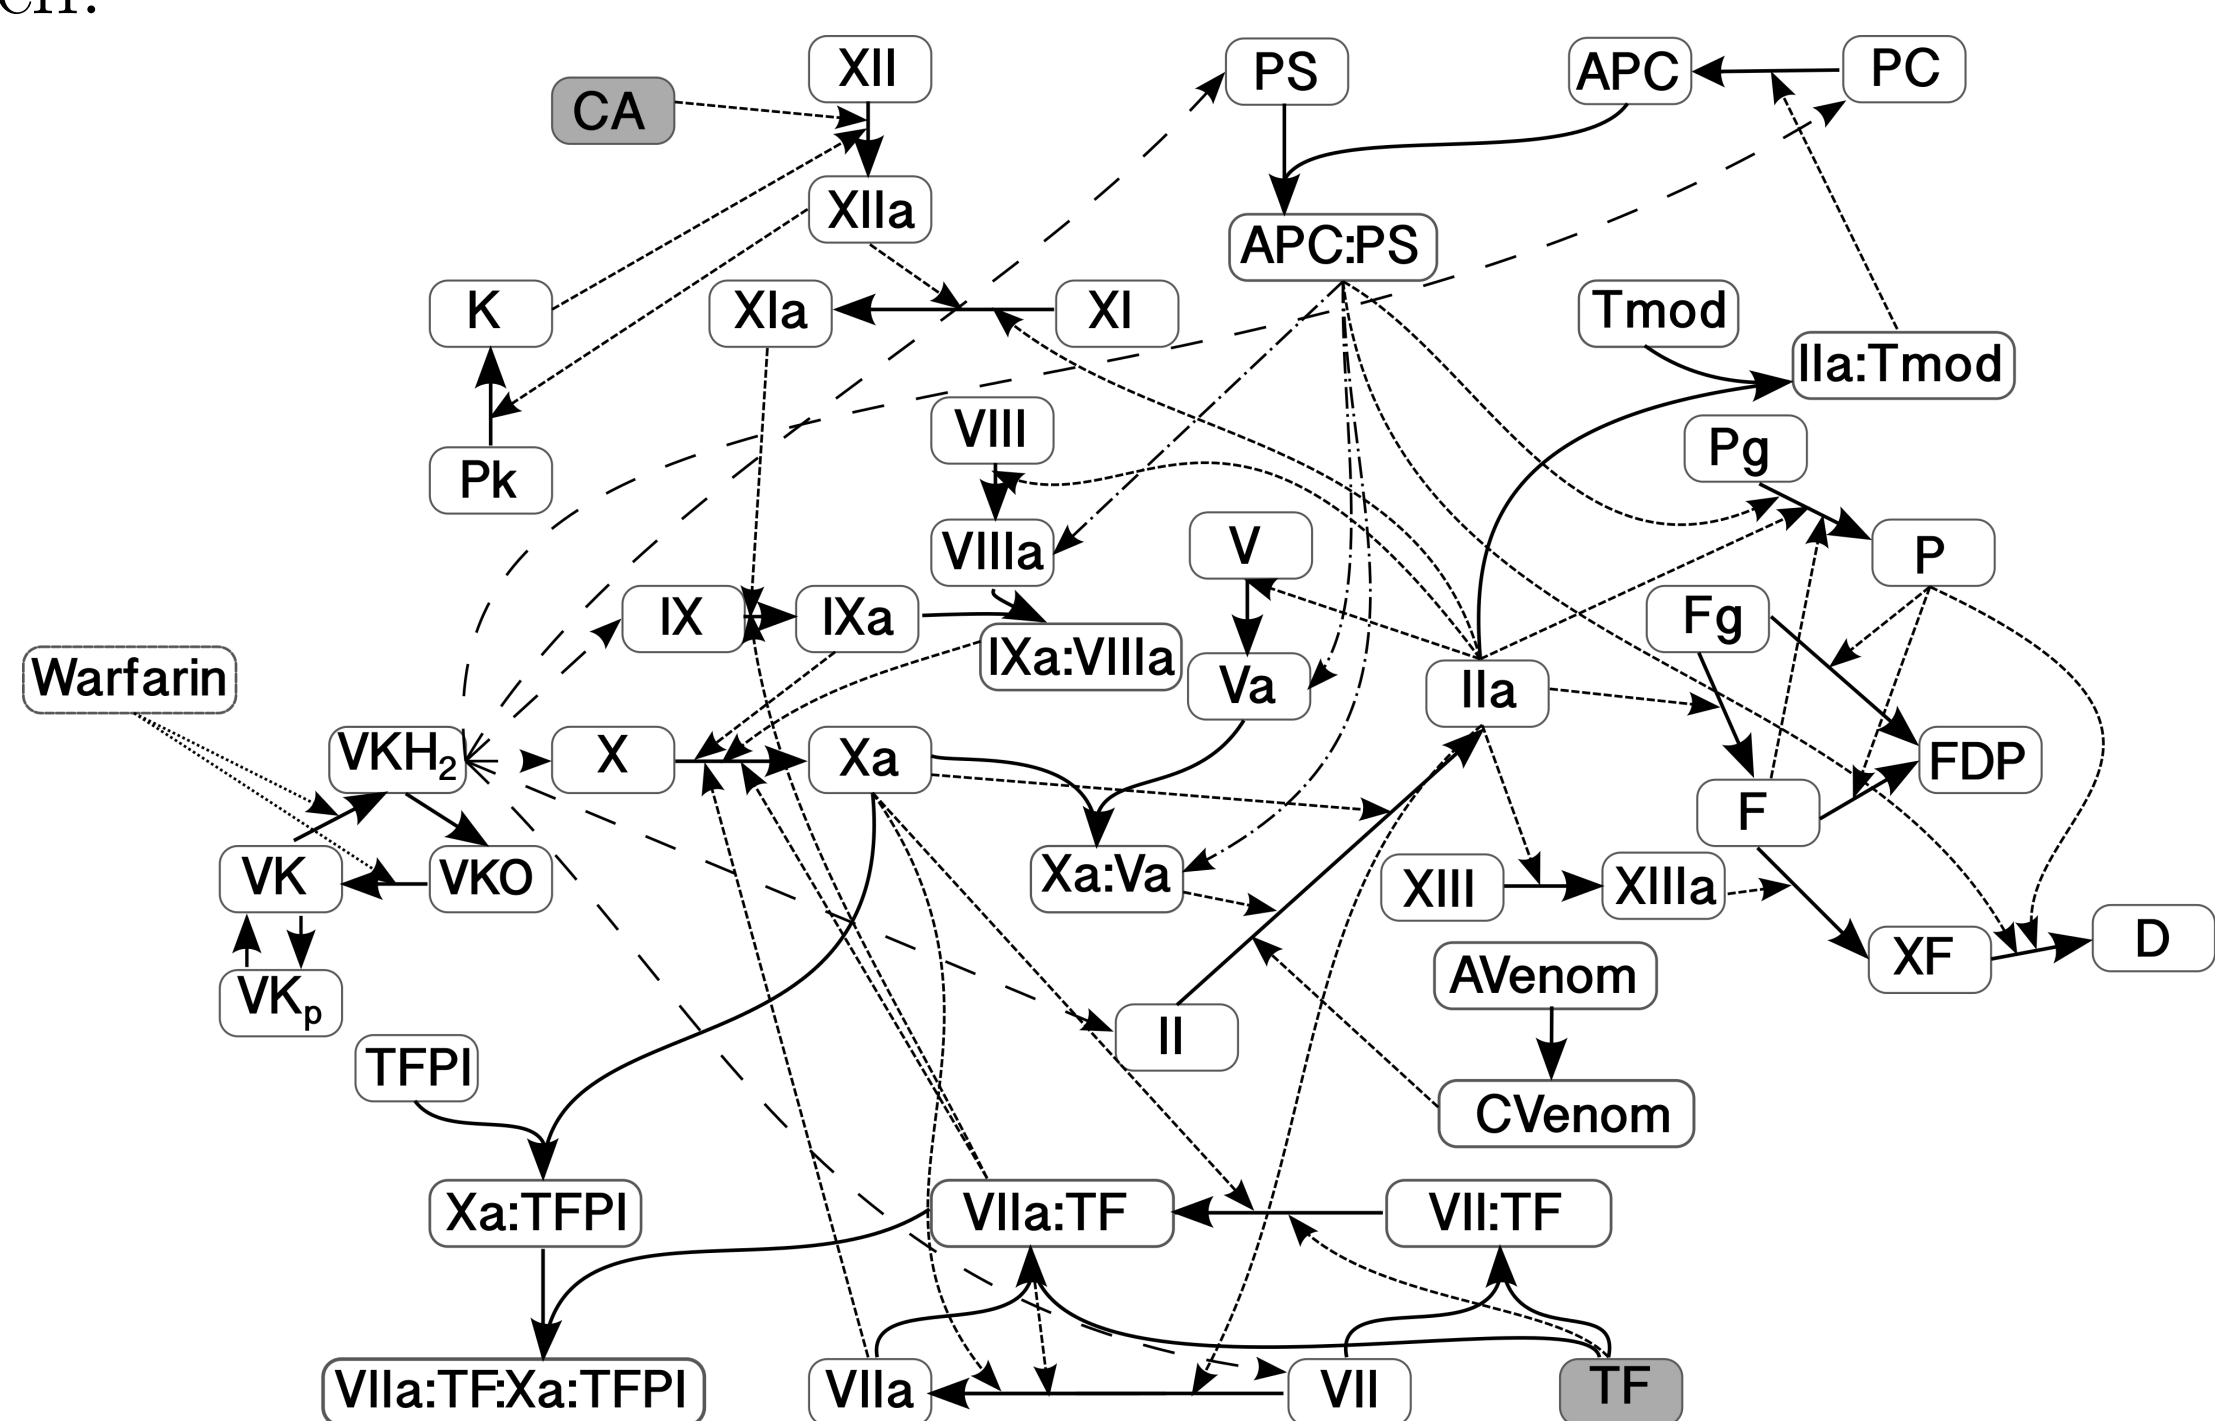 XII
PS
APC
PC
CA
XIIa
APC:PS
K
XIa
XI
Tmod
IIa:Tmod
VIII
Pg
Pk
VIIIa
V
P
IX
IXa
Fg
IXa:VIIIa
Warfarin
Va
IIa
VKH₂
X
Xa
FDP
F
VK
VKO
Xa:Va
XIII
XIIIa
XF
D
AVenom
VKₚ
II
TFPI
CVenom
Xa:TFPI
VIIa:TF
VII:TF
VIIa:TF:Xa:TFPI
VIIa
VII
TF